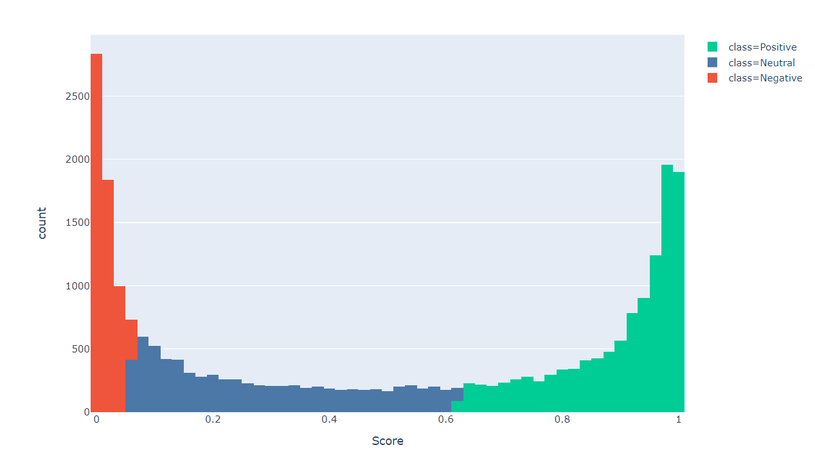 class=Positive
class=Neutral
class=Negative
2500
2000
1500
1000
500
0
count
0 0.2 0.4 0.6 0.8 1
Score